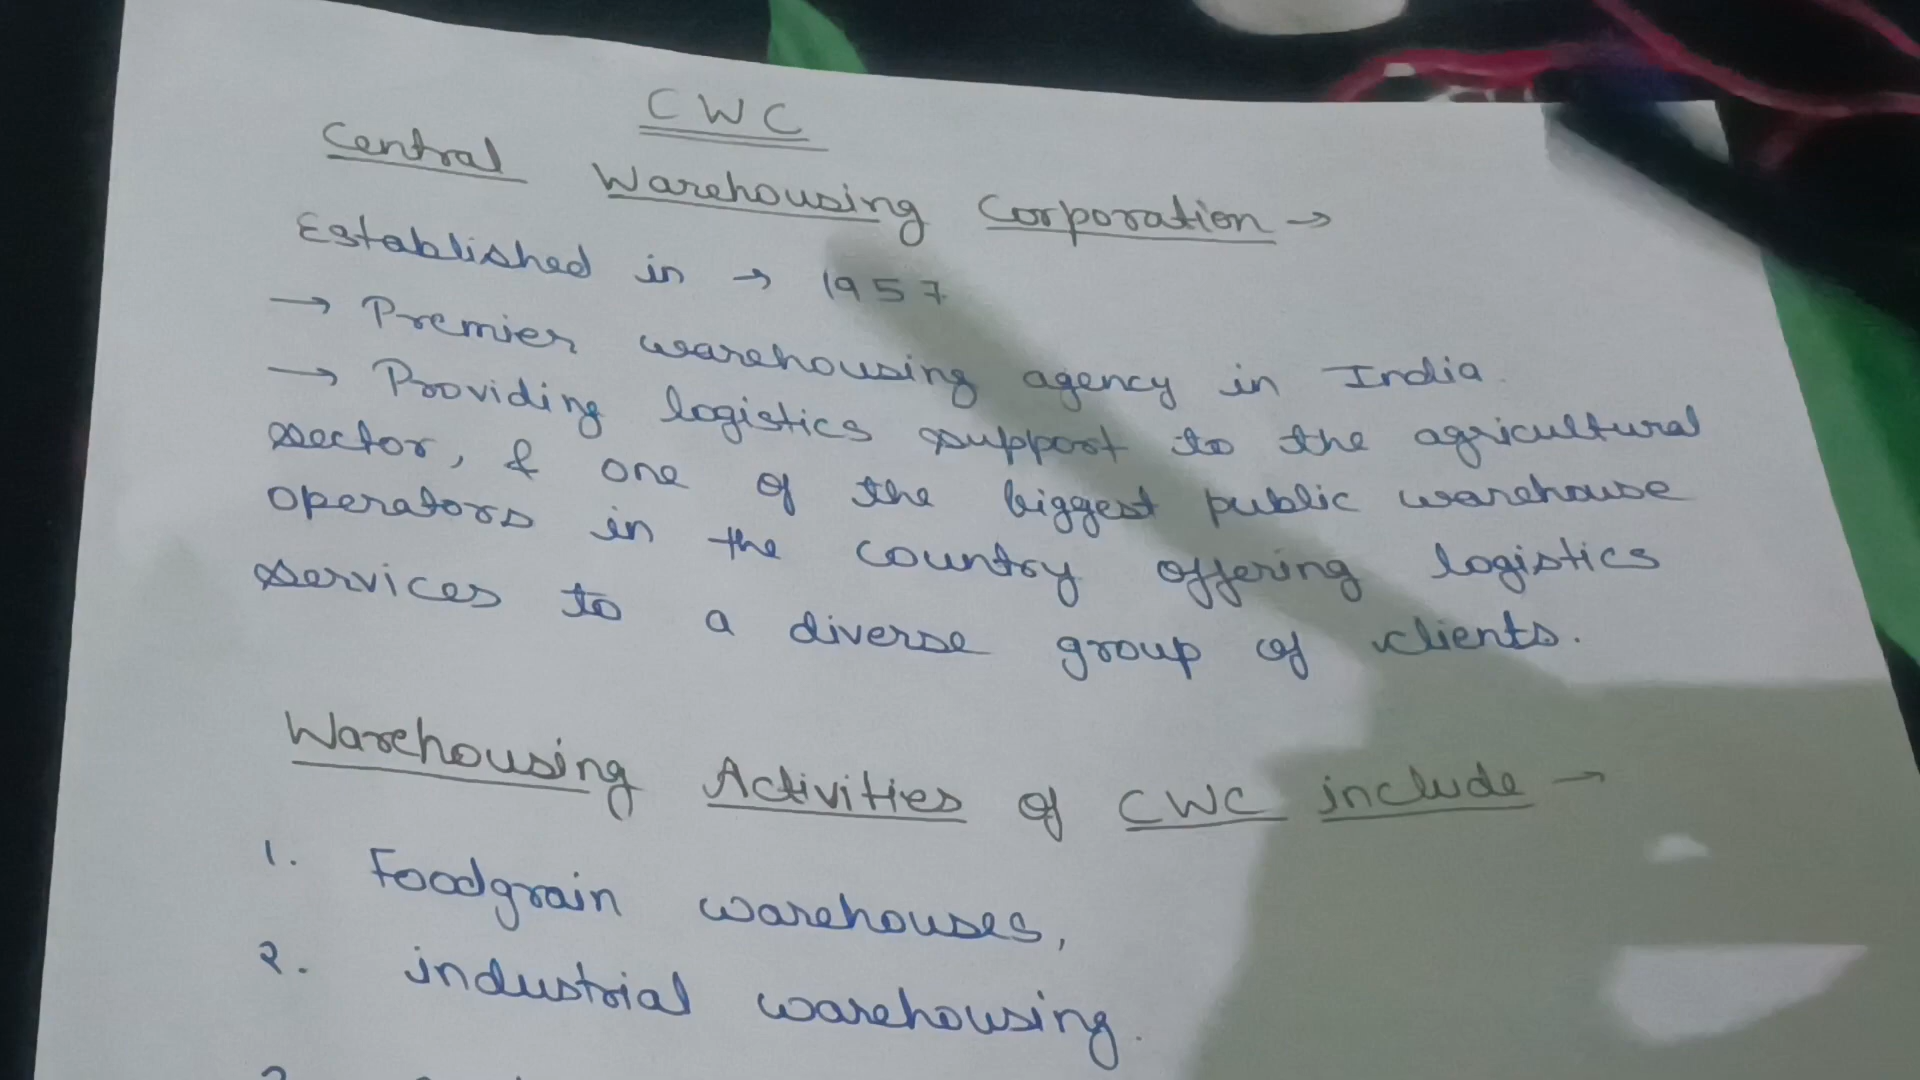 CWC
Central Warehousing Corporation →
Established in → 1957
→ Premier warehousing agency in India.
→ Providing logistics support to the agricultural
sector, & one of the biggest public warehouse
operators in the country offering logistics
services to a diverse group of clients.
Warehousing Activities of CWC include →
1. Foodgrain warehouses,
2. industrial warehousing.